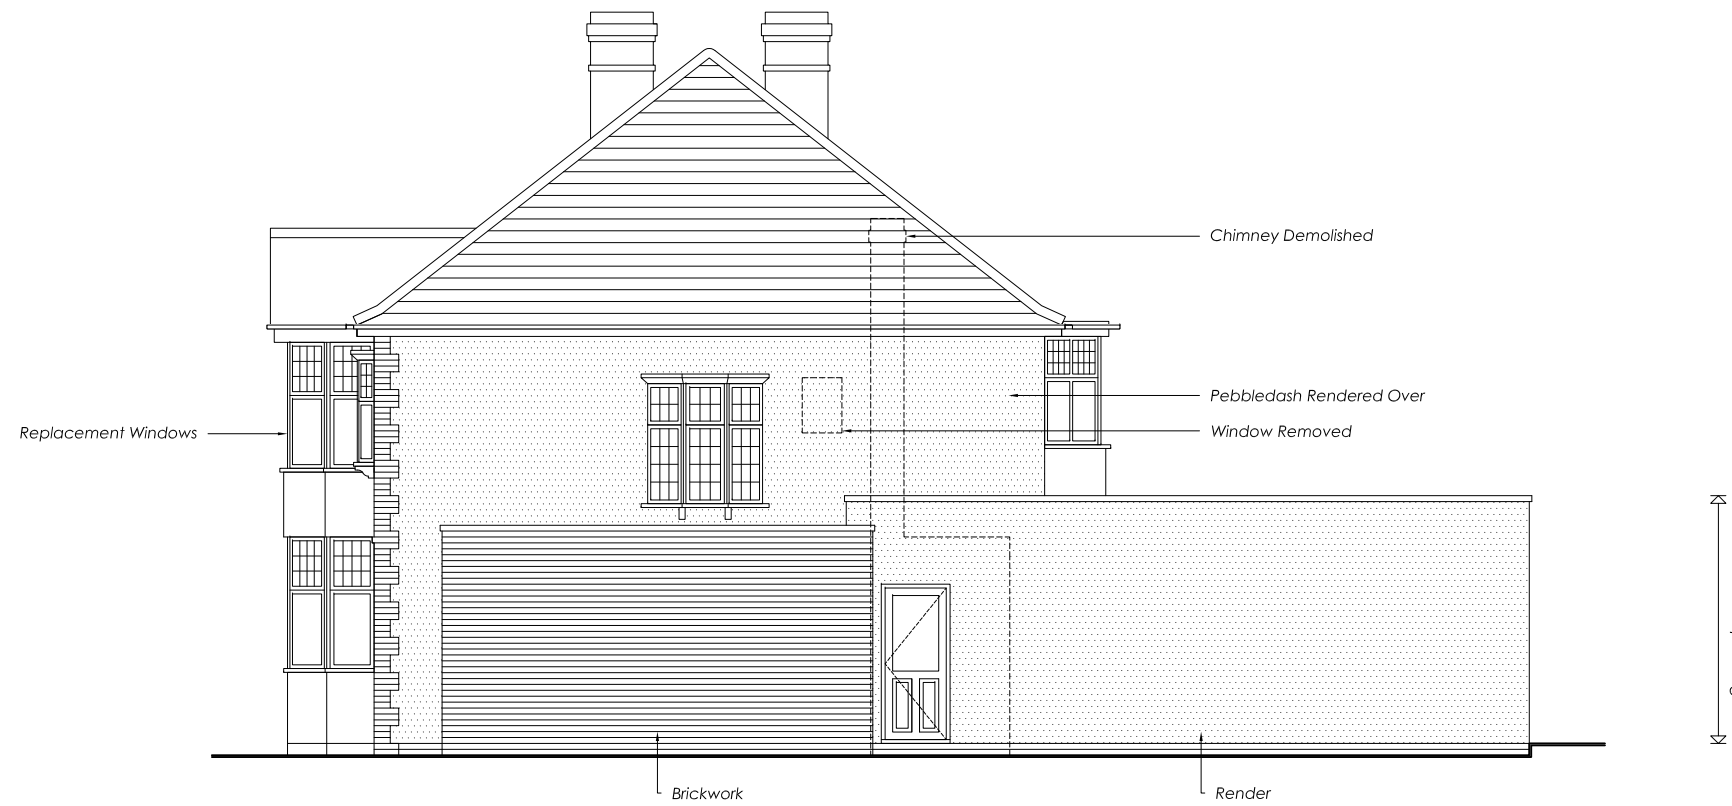 Chimney Demolished
Pebbledash Rendered Over
Replacement Windows
Window Removed
Brickwork
Render